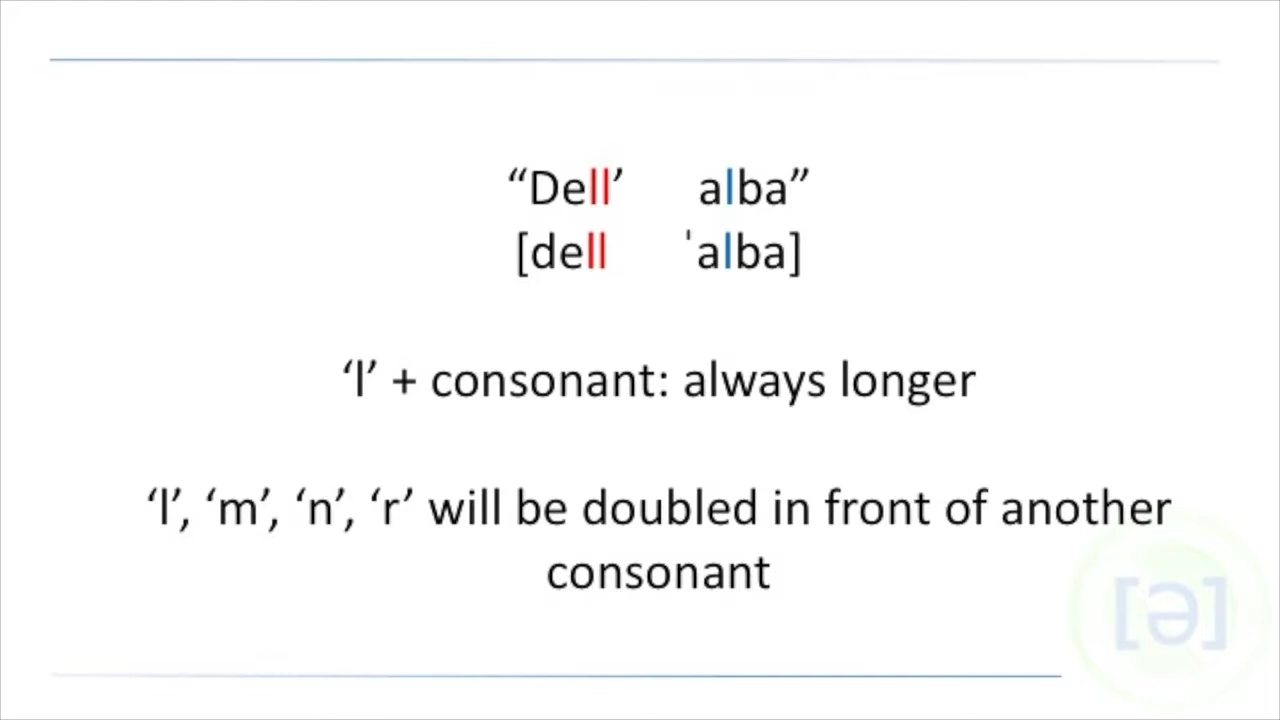 “Dell’ alba”
[dell ˈalba]
‘l’ + consonant: always longer
‘l’, ‘m’, ‘n’, ‘r’ will be doubled in front of another
consonant
[ə]